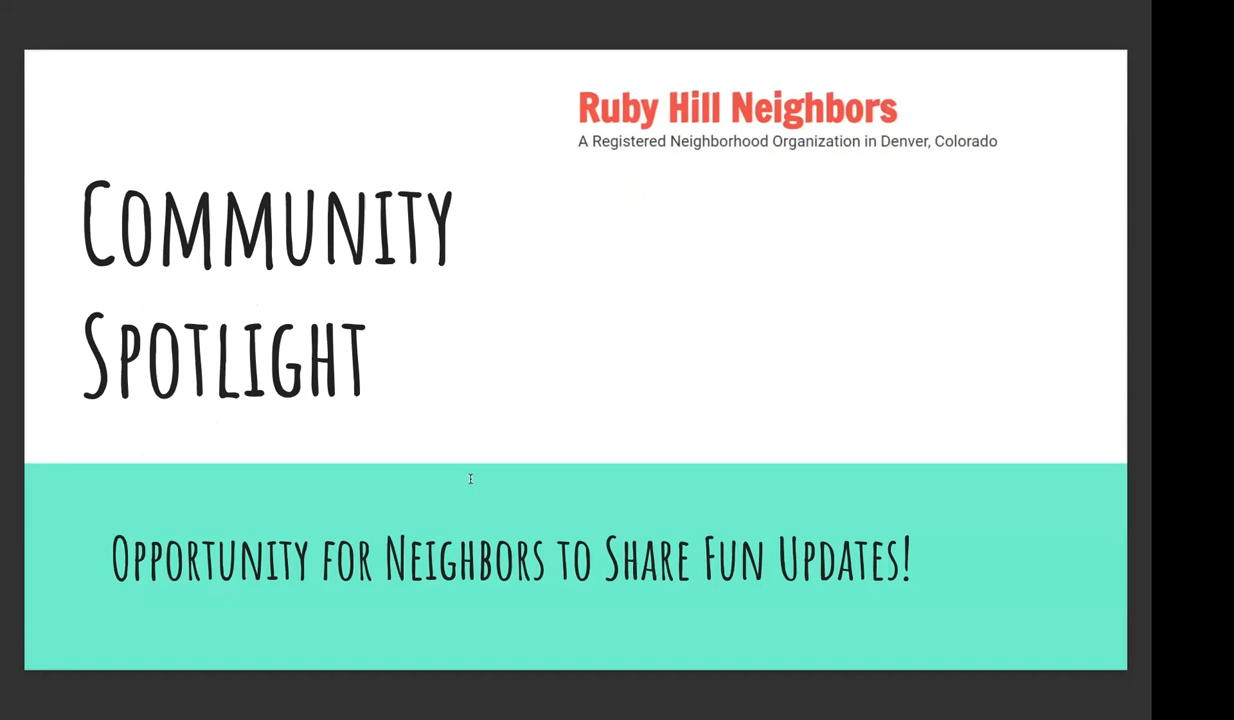 Ruby Hill Neighbors
A Registered Neighborhood Organization in Denver, Colorado
Community
Spotlight
Opportunity for Neighbors to Share Fun Updates!